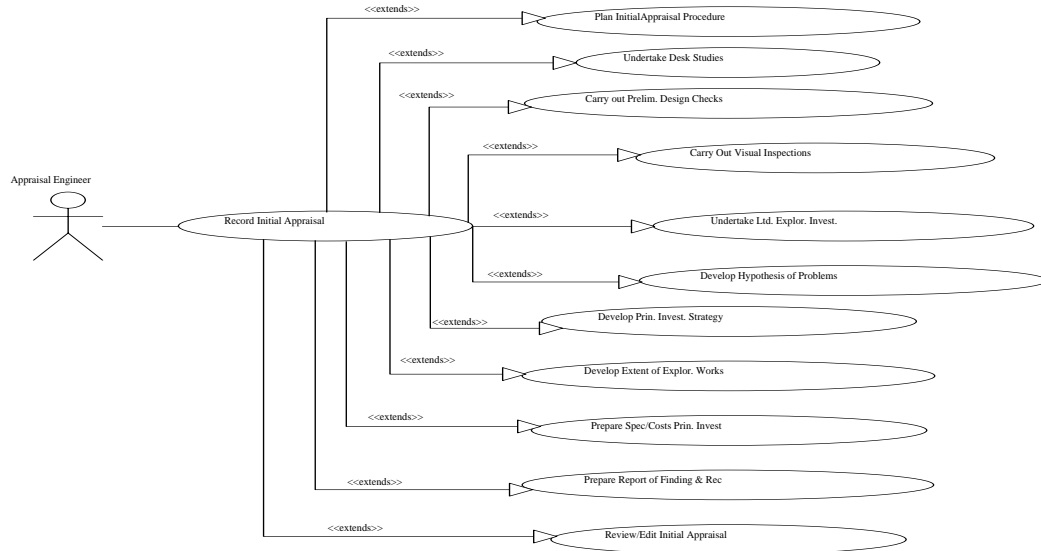 <<extends>>
Plan InitialAppraisal Procedure
<<extends>>
Undertake Desk Studies
<<extends>>
Carry out Prelim. Design Checks
<<extends>>
Carry Out Visual Inspections
Appraisal Engineer
Record Initial Appraisal
<<extends>>
Undertake Ltd. Explor. Invest.
<<extends>>
Develop Hypothesis of Problems
<<extends>>
Develop Prin. Invest. Strategy
<<extends>>
Develop Extent of Explor. Works
<<extends>>
Prepare Spec/Costs Prin. Invest
<<extends>>
Prepare Report of Finding & Rec
<<extends>>
Review/Edit Initial Appraisal